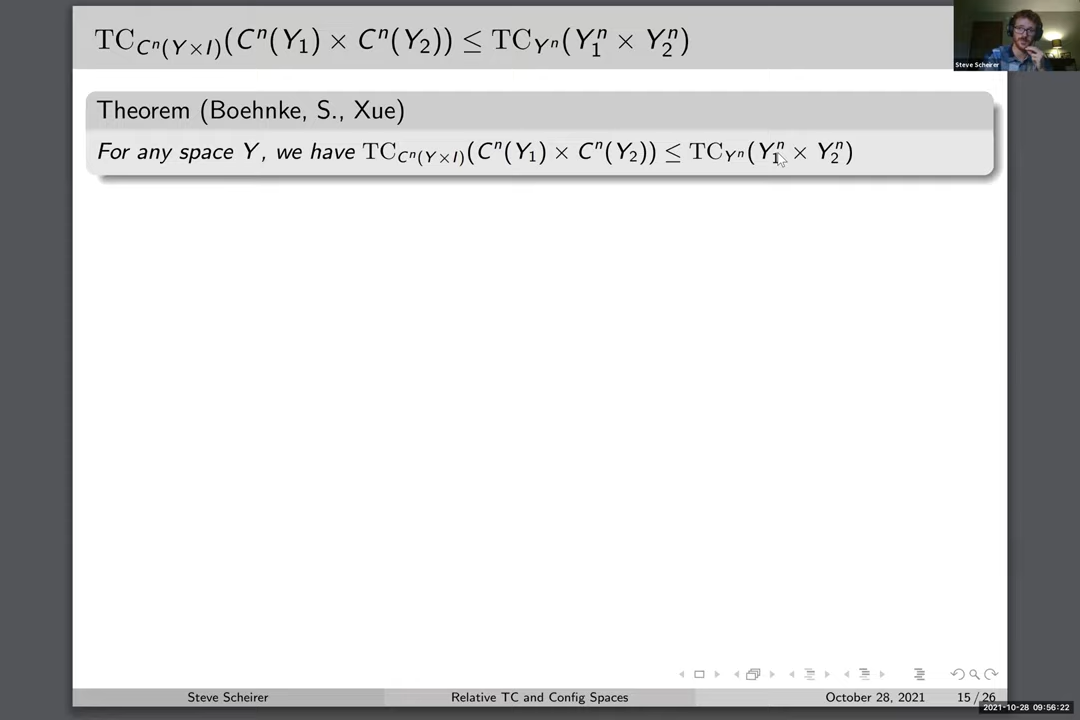 TC_{C^n(Y×I)}(C^n(Y_1) × C^n(Y_2)) ≤ TC_{Y^n}(Y_1^n × Y_2^n)
Steve Scheirer
Theorem (Boehnke, S., Xue)
For any space Y, we have TC_{C^n(Y×I)}(C^n(Y_1) × C^n(Y_2)) ≤ TC_{Y^n}(Y_1^n × Y_2^n)
Steve Scheirer
Relative TC and Config Spaces
October 28, 2021
15 / 26
2021-10-28 09:56:22